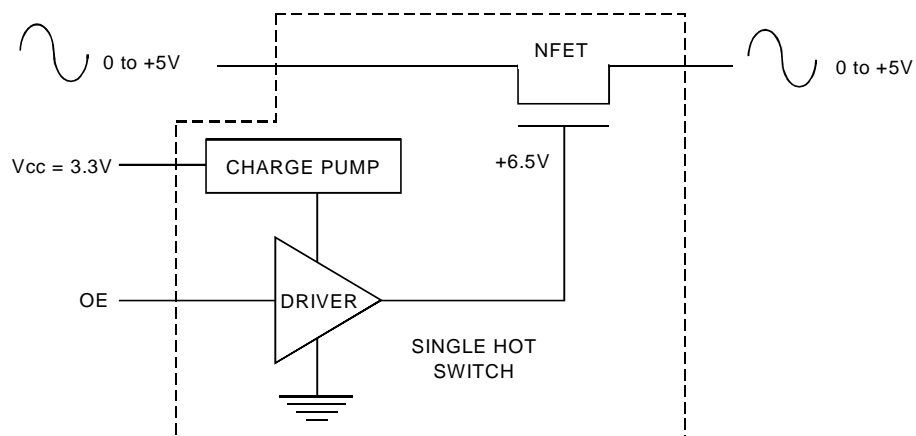 NFET
0 to +5V
0 to +5V
Vcc = 3.3V
CHARGE PUMP
+6.5V
OE
DRIVER
SINGLE HOT
SWITCH